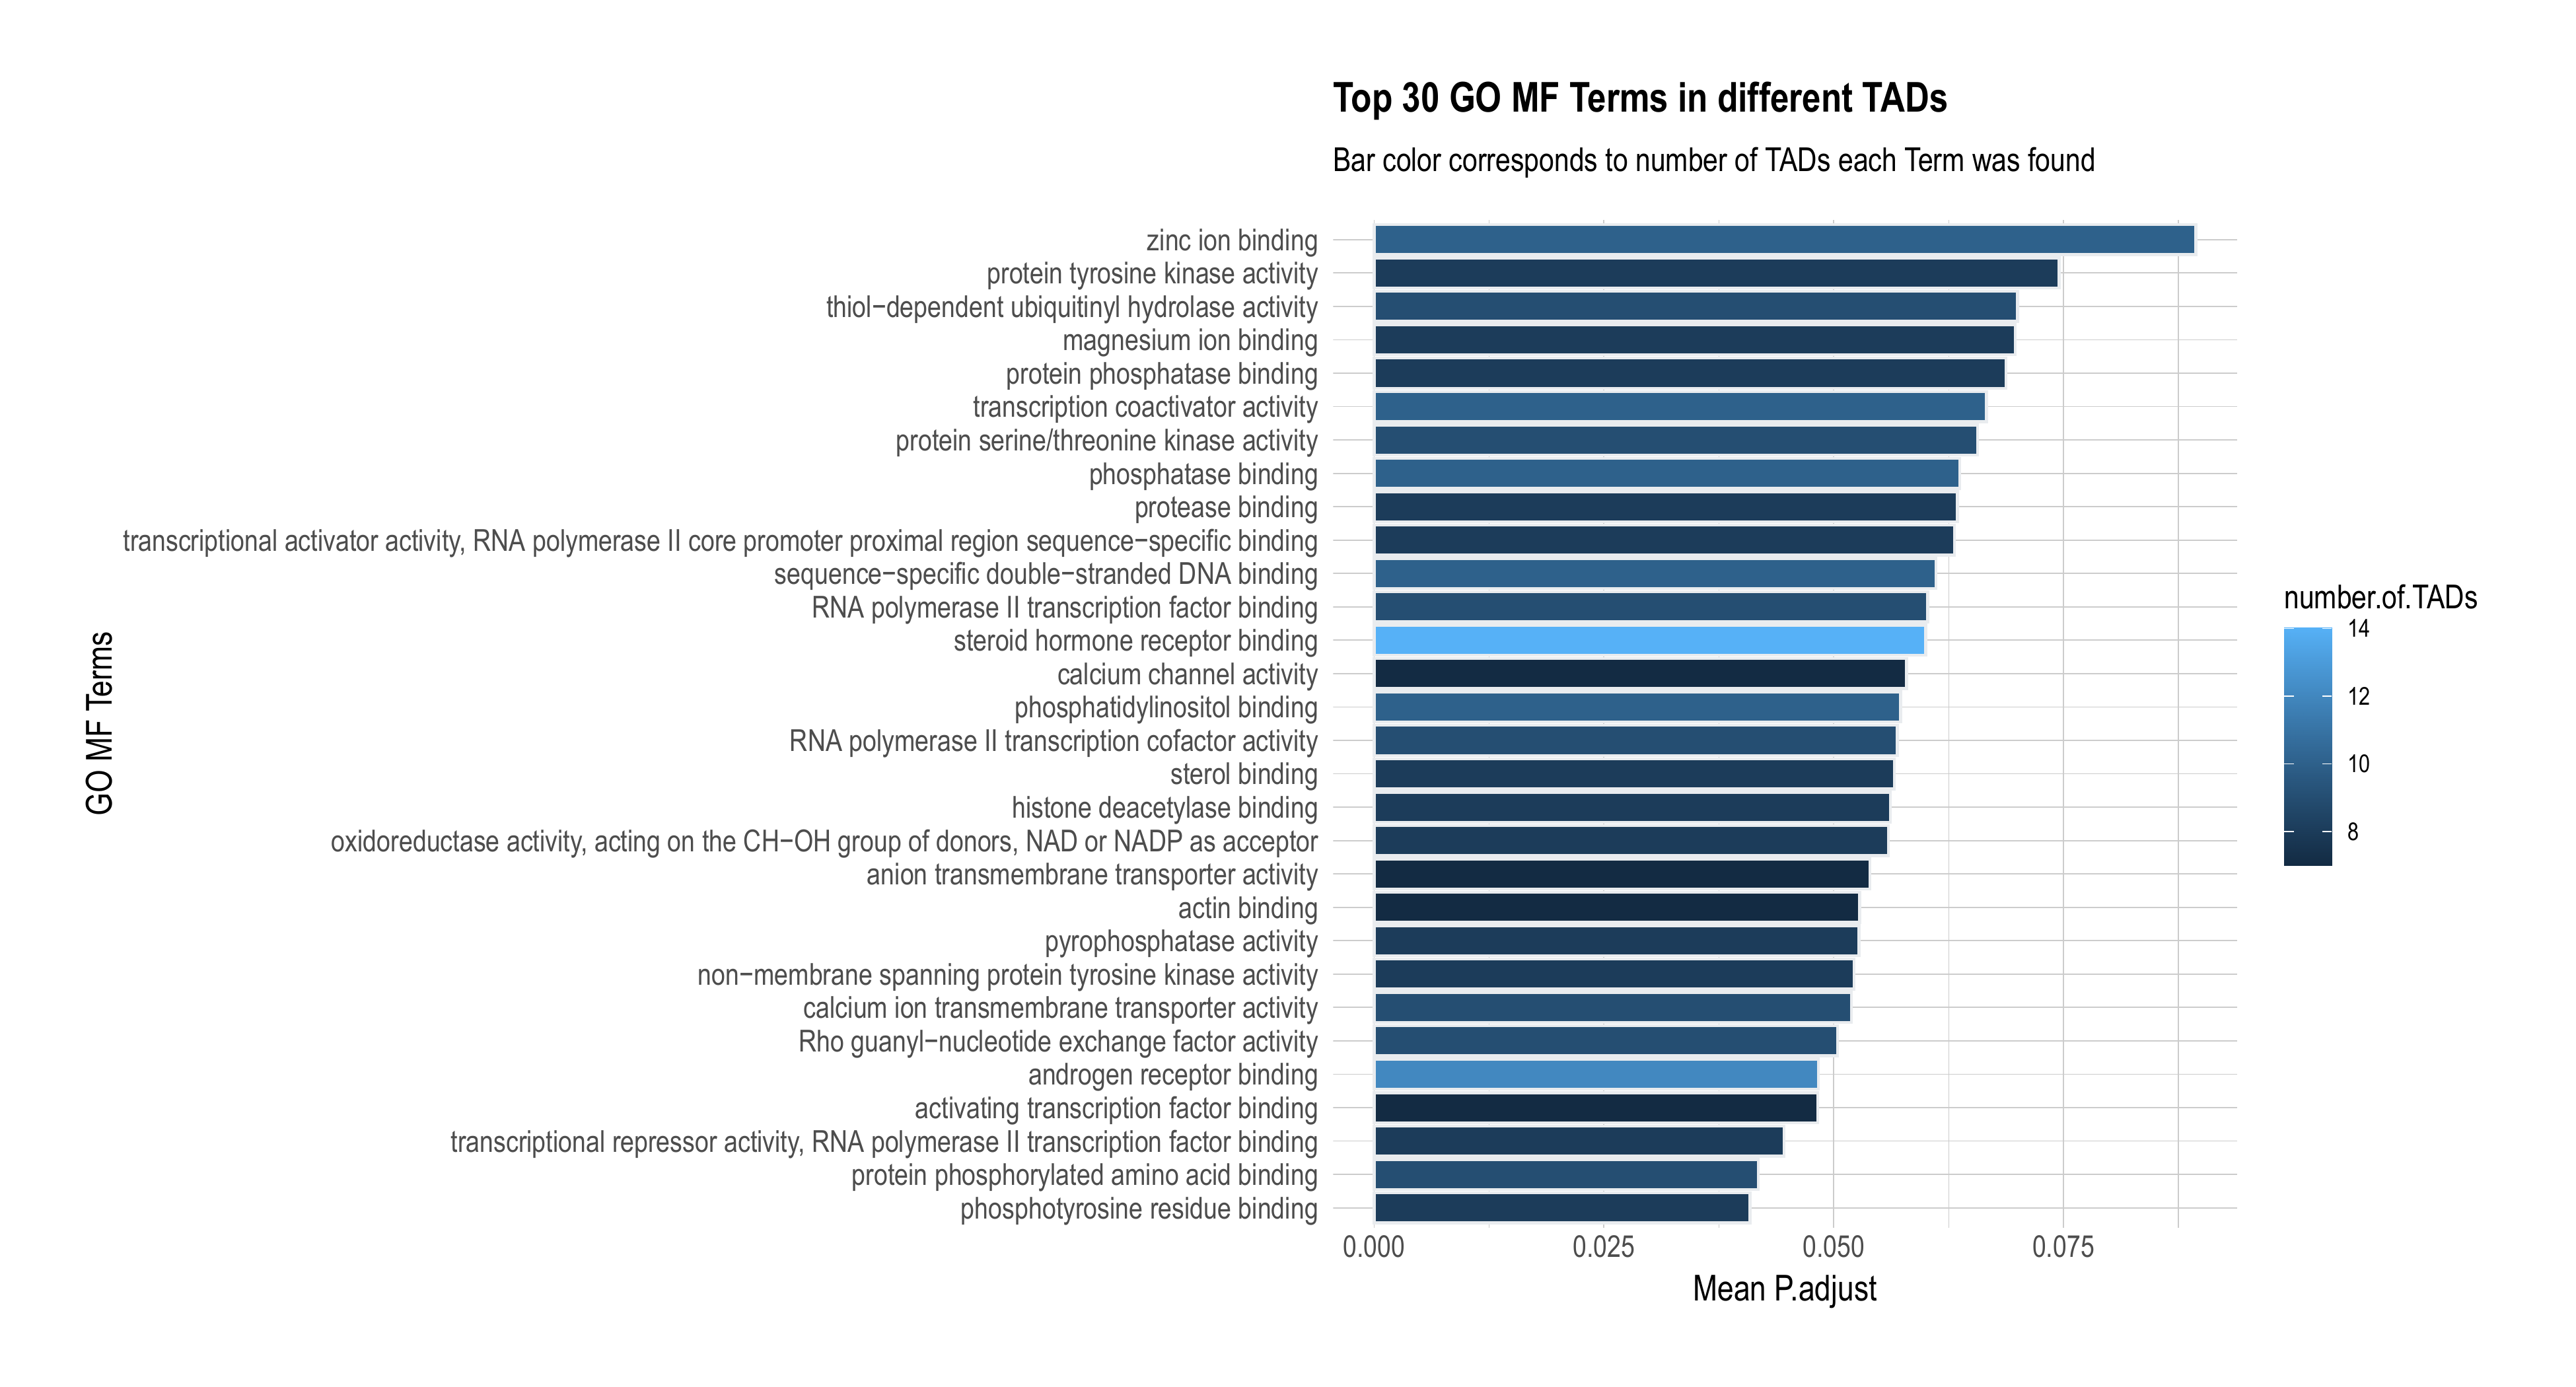 Top 30 GO MF Terms in different TADs
Bar color corresponds to number of TADs each Term was found
GO MF Terms
zinc ion binding
protein tyrosine kinase activity
thiol−dependent ubiquitinyl hydrolase activity
magnesium ion binding
protein phosphatase binding
transcription coactivator activity
protein serine/threonine kinase activity
phosphatase binding
protease binding
transcriptional activator activity, RNA polymerase II core promoter proximal region sequence−specific binding
sequence−specific double−stranded DNA binding
RNA polymerase II transcription factor binding
steroid hormone receptor binding
calcium channel activity
phosphatidylinositol binding
RNA polymerase II transcription cofactor activity
sterol binding
histone deacetylase binding
oxidoreductase activity, acting on the CH−OH group of donors, NAD or NADP as acceptor
anion transmembrane transporter activity
actin binding
pyrophosphatase activity
non−membrane spanning protein tyrosine kinase activity
calcium ion transmembrane transporter activity
Rho guanyl−nucleotide exchange factor activity
androgen receptor binding
activating transcription factor binding
transcriptional repressor activity, RNA polymerase II transcription factor binding
protein phosphorylated amino acid binding
phosphotyrosine residue binding
0.000 0.025 0.050 0.075
Mean P.adjust
number.of.TADs
14
12
10
8